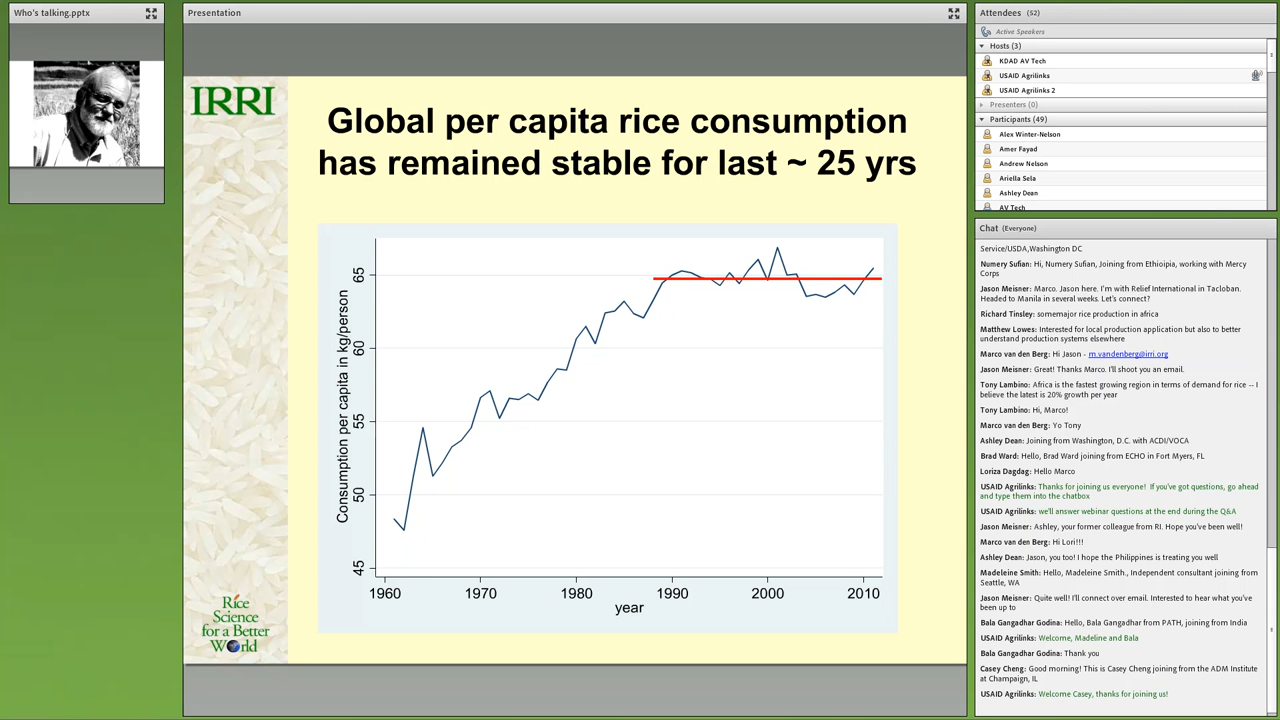 Who's talking.pptx
Presentation
IRRI
Global per capita rice consumption
has remained stable for last ~ 25 yrs
Consumption per capita in kg/person
65
60
55
50
45
1960
1970
1980
1990
2000
2010
year
Rice
Science
for a Better
World
Attendees (52)
Active Speakers
Hosts (3)
KDAD AV Tech
USAID Agrilinks
USAID Agrilinks 2
Presenters (0)
Participants (49)
Alex Winter-Nelson
Amer Fayad
Andrew Nelson
Ariella Sela
Ashley Dean
AV Tech
Chat (Everyone)
Service/USDA,Washington DC
Numery Sufian: Hi, Numery Sufian, Joining from Ethioipia, working with Mercy
Corps
Jason Meisner: Marco. Jason here. I'm with Relief International in Tacloban.
Headed to Manila in several weeks. Let's connect?
Richard Tinsley: somemajor rice production in africa
Matthew Lowes: Interested for local production application but also to better
understand production systems elsewhere
Marco van den Berg: Hi Jason - m.vandenberg@irri.org
Jason Meisner: Great! Thanks Marco. I'll shoot you an email.
Tony Lambino: Africa is the fastest growing region in terms of demand for rice -- I
believe the latest is 20% growth per year
Tony Lambino: Hi, Marco!
Marco van den Berg: Yo Tony
Ashley Dean: Joining from Washington, D.C. with ACDI/VOCA
Brad Ward: Hello, Brad Ward joining from ECHO in Fort Myers, FL
Loriza Dagdag: Hello Marco
USAID Agrilinks: Thanks for joining us everyone! If you've got questions, go ahead
and type them into the chatbox
USAID Agrilinks: we'll answer webinar questions at the end during the Q&A
Jason Meisner: Ashley, your former colleague from RI. Hope you've been well!
Marco van den Berg: Hi Lori!!!
Ashley Dean: Jason, you too! I hope the Philippines is treating you well
Madeleine Smith: Hello, Madeleine Smith., Independent consultant joining from
Seattle, WA
Jason Meisner: Quite well! I'll connect over email. Interested to hear what you've
been up to
Bala Gangadhar Godina: Hello, Bala Gangadhar from PATH, joining from India
USAID Agrilinks: Welcome, Madeline and Bala
Bala Gangadhar Godina: Thank you
Casey Cheng: Good morning! This is Casey Cheng joining from the ADM Institute
at Champaign, IL
USAID Agrilinks: Welcome Casey, thanks for joining us!